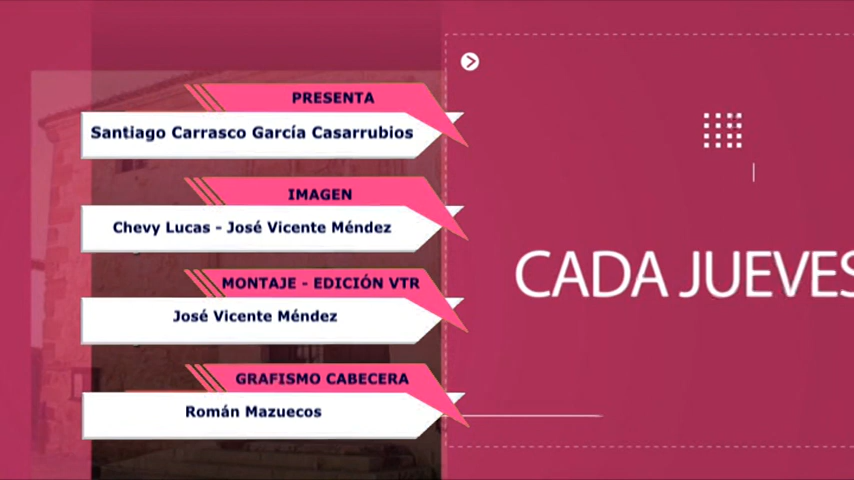 PRESENTA
Santiago Carrasco García Casarrubios
IMAGEN
Chevy Lucas - José Vicente Méndez
MONTAJE - EDICIÓN VTR
José Vicente Méndez
GRAFISMO CABECERA
Román Mazuecos
CADA JUEVES